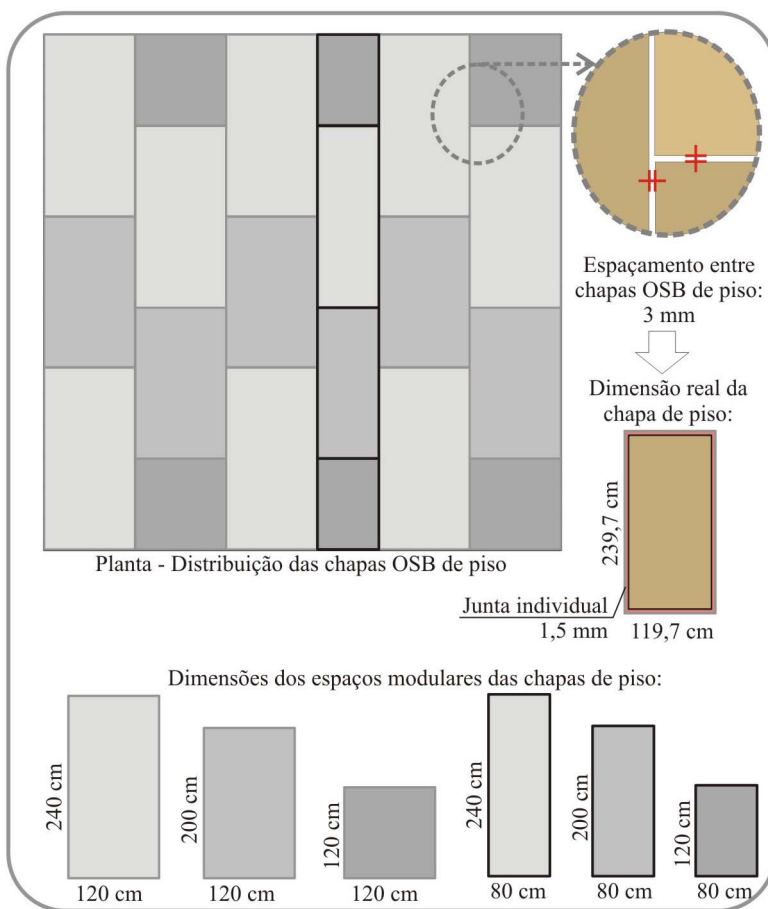 Espaçamento entre
chapas OSB de piso:
3 mm
Dimensão real da
chapa de piso:
239,7 cm
Planta - Distribuição das chapas OSB de piso
Junta individual
1,5 mm
119,7 cm
Dimensões dos espaços modulares das chapas de piso:
240 cm
200 cm
120 cm
240 cm
200 cm
120 cm
120 cm
120 cm
120 cm
80 cm
80 cm
80 cm